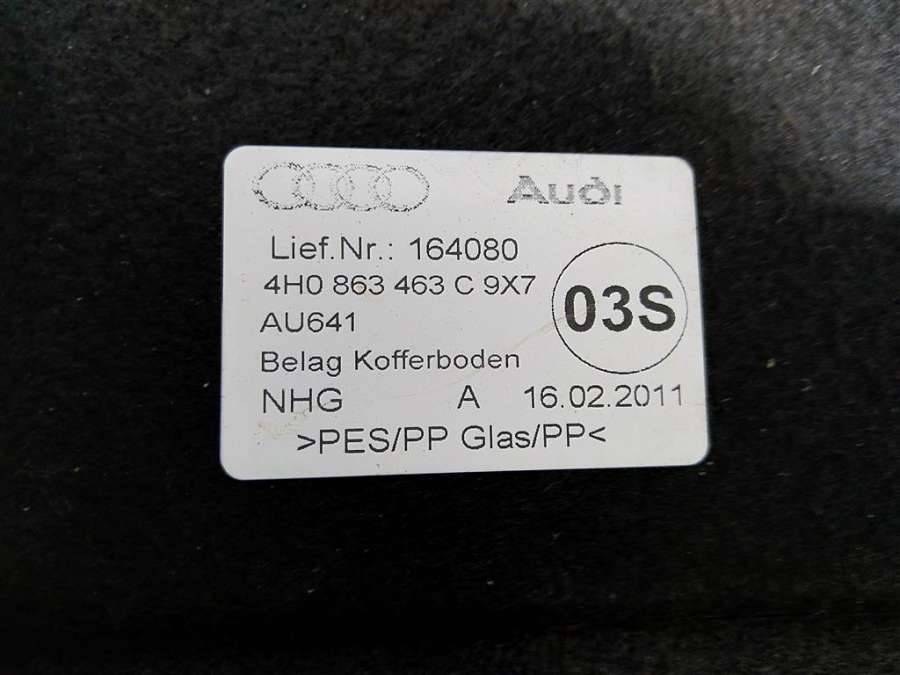 Audi
Lief.Nr.: 164080
4H0 863 463 C 9X7
03S
AU641
Belag Kofferboden
NHG A 16.02.2011
>PES/PP Glas/PP<